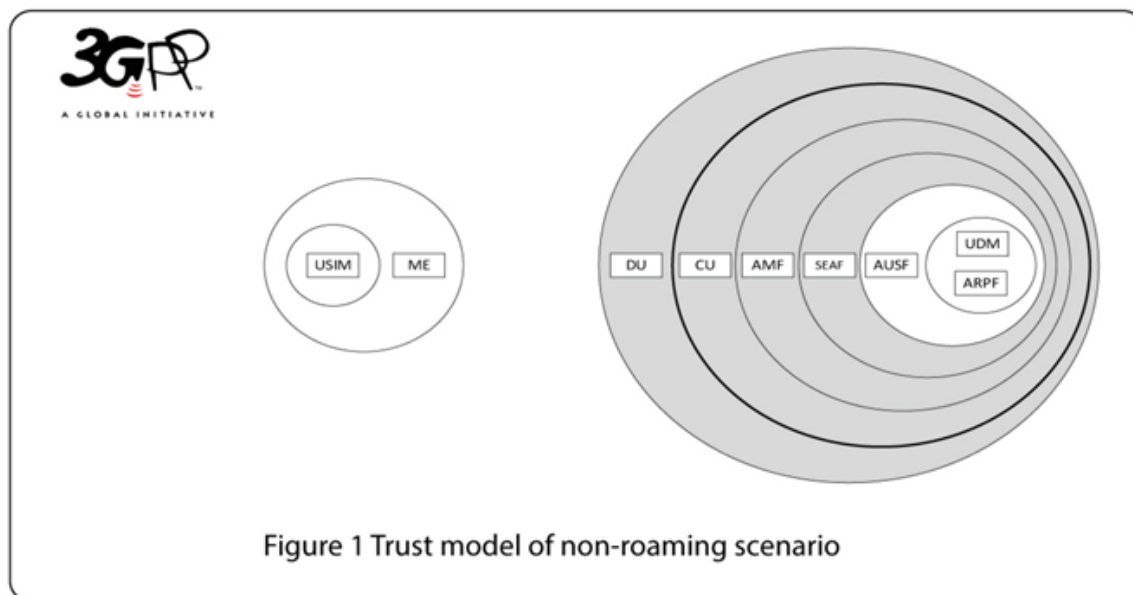 3GPP™
A GLOBAL INITIATIVE
USIM ME DU CU AMF SEAF AUSF UDM
ARPF
Figure 1 Trust model of non-roaming scenario